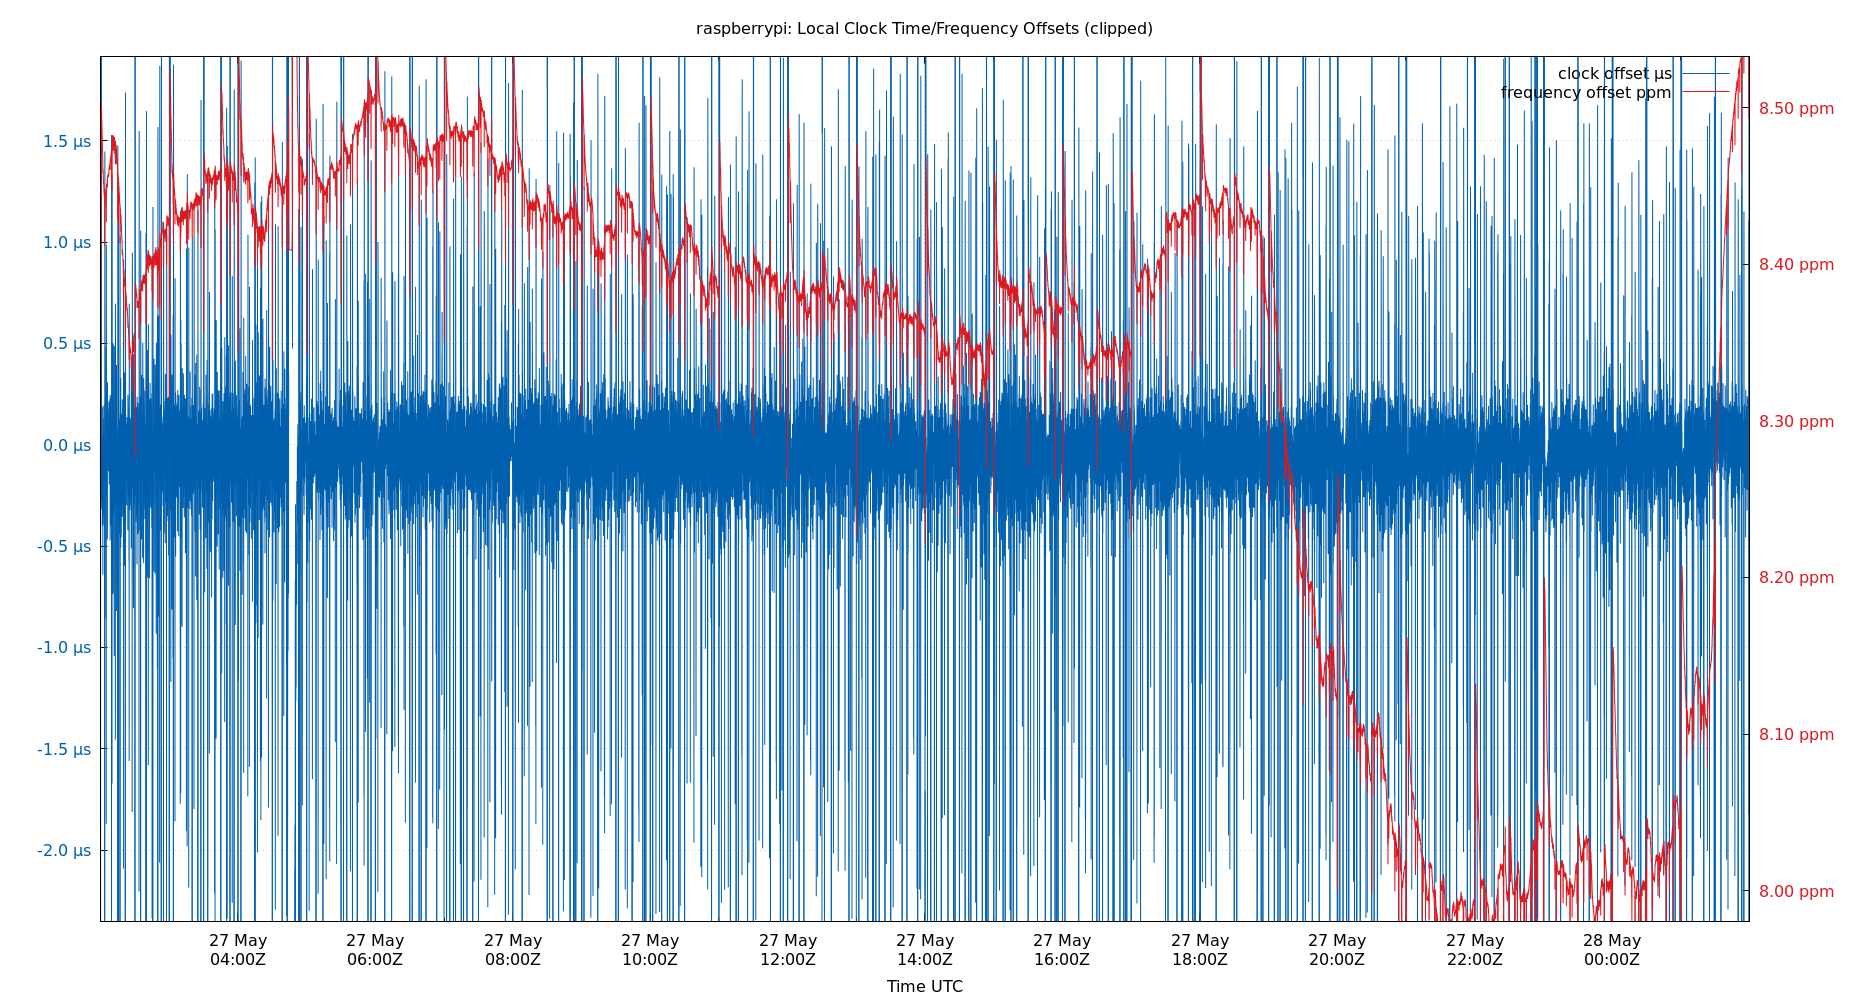 raspberrypi: Local Clock Time/Frequency Offsets (clipped)
clock offset µs
frequency offset ppm
1.5 µs
1.0 µs
0.5 µs
0.0 µs
-0.5 µs
-1.0 µs
-1.5 µs
-2.0 µs
8.50 ppm
8.40 ppm
8.30 ppm
8.20 ppm
8.10 ppm
8.00 ppm
27 May
04:00Z
27 May
06:00Z
27 May
08:00Z
27 May
10:00Z
27 May
12:00Z
27 May
14:00Z
27 May
16:00Z
27 May
18:00Z
27 May
20:00Z
27 May
22:00Z
28 May
00:00Z
Time UTC